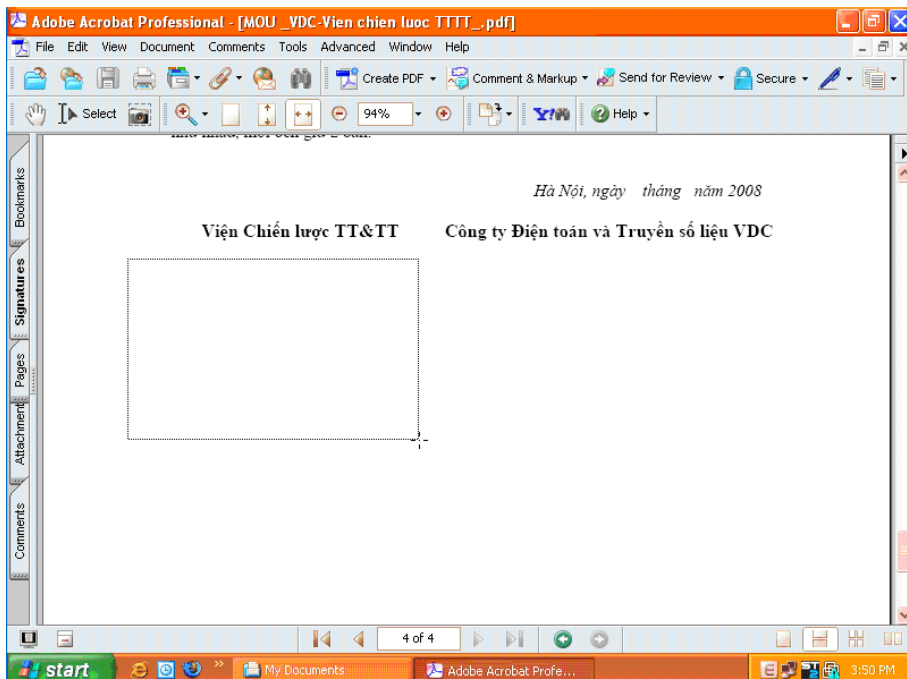 Adobe Acrobat Professional - [MOU _VDC-Vien chien luoc TTTT_.pdf]
File Edit View Document Comments Tools Advanced Window Help
Create PDF Comment & Markup Send for Review Secure
Select 94% Y! Help
Bookmarks
Signatures
Pages
Attachment
Comments
Hà Nội, ngày tháng năm 2008
Viện Chiến lược TT&TT Công ty Điện toán và Truyền số liệu VDC
4 of 4
start My Documents Adobe Acrobat Profe... 3:50 PM